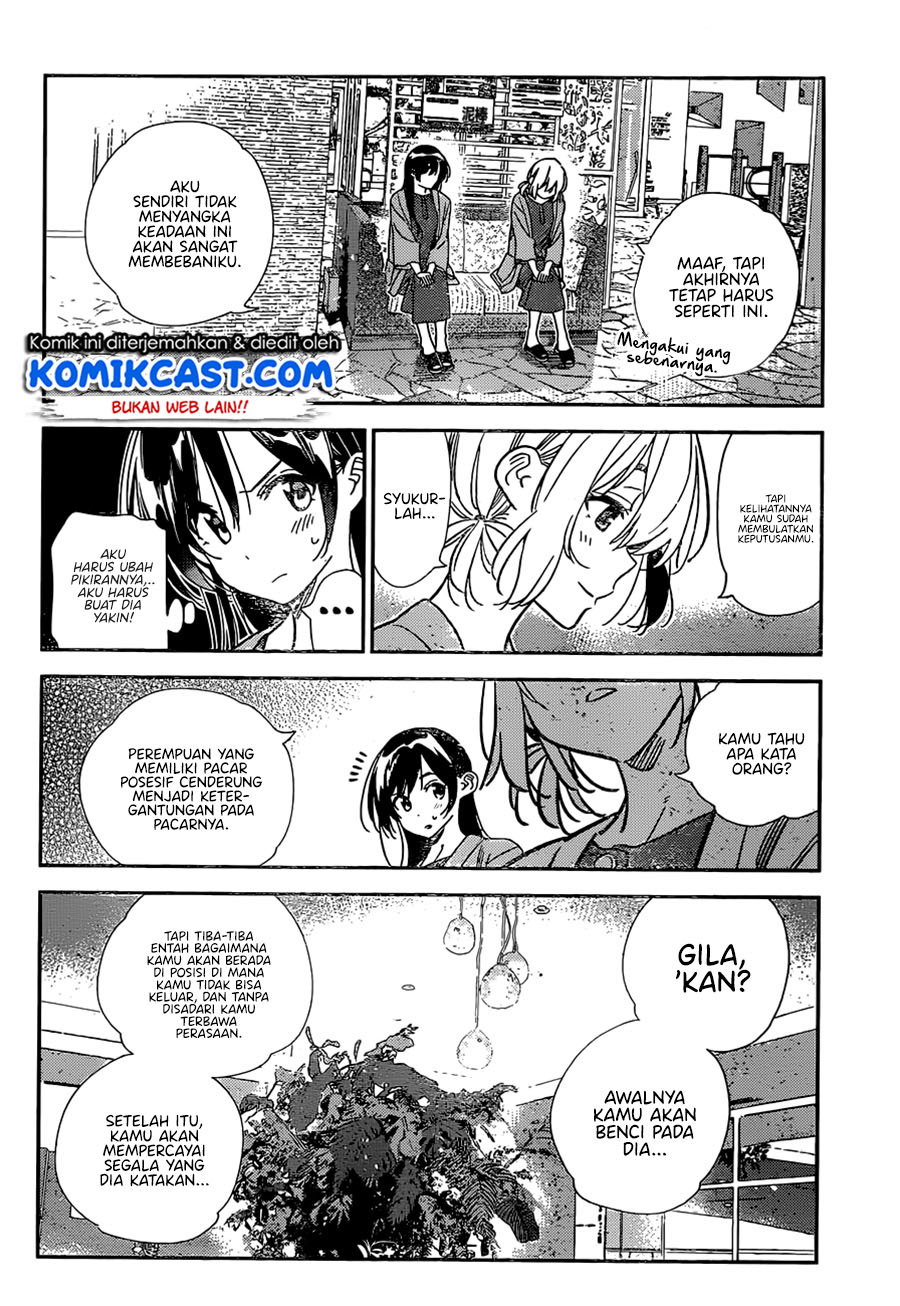 MAAF, TAPI
AKHIRNYA
TETAP HARUS
SEPERTI INI.
Mengakui yang
sebenarnya.
AKU
SENDIRI TIDAK
MENYANGKA
KEADAAN INI
AKAN SANGAT
MEMBEBANIKU.
泥棒
Komik ini diterjemahkan & diedit oleh
KOMIKCAST.COM
BUKAN WEB LAIN!!
TAPI
KELIHATANNYA
KAMU SUDAH
MEMBULATKAN
KEPUTUSANMU.
SYUKUR-
LAH...
...
AKU
HARUS UBAH
PIKIRANNYA,..
AKU HARUS
BUAT DIA
YAKIN!
KAMU TAHU
APA KATA
ORANG?
PEREMPUAN YANG
MEMILIKI PACAR
POSESIF CENDERUNG
MENJADI KETER-
GANTUNGAN PADA
PACARNYA.
GILA,
'KAN?
AWALNYA
KAMU AKAN
BENCI PADA
DIA...
TAPI TIBA-TIBA
ENTAH BAGAIMANA
KAMU AKAN BERADA
DI POSISI DI MANA
KAMU TIDAK BISA
KELUAR, DAN TANPA
DISADARI KAMU
TERBAWA
PERASAAN.
SETELAH ITU,
KAMU AKAN
MEMPERCAYAI
SEGALA YANG
DIA KATAKAN...